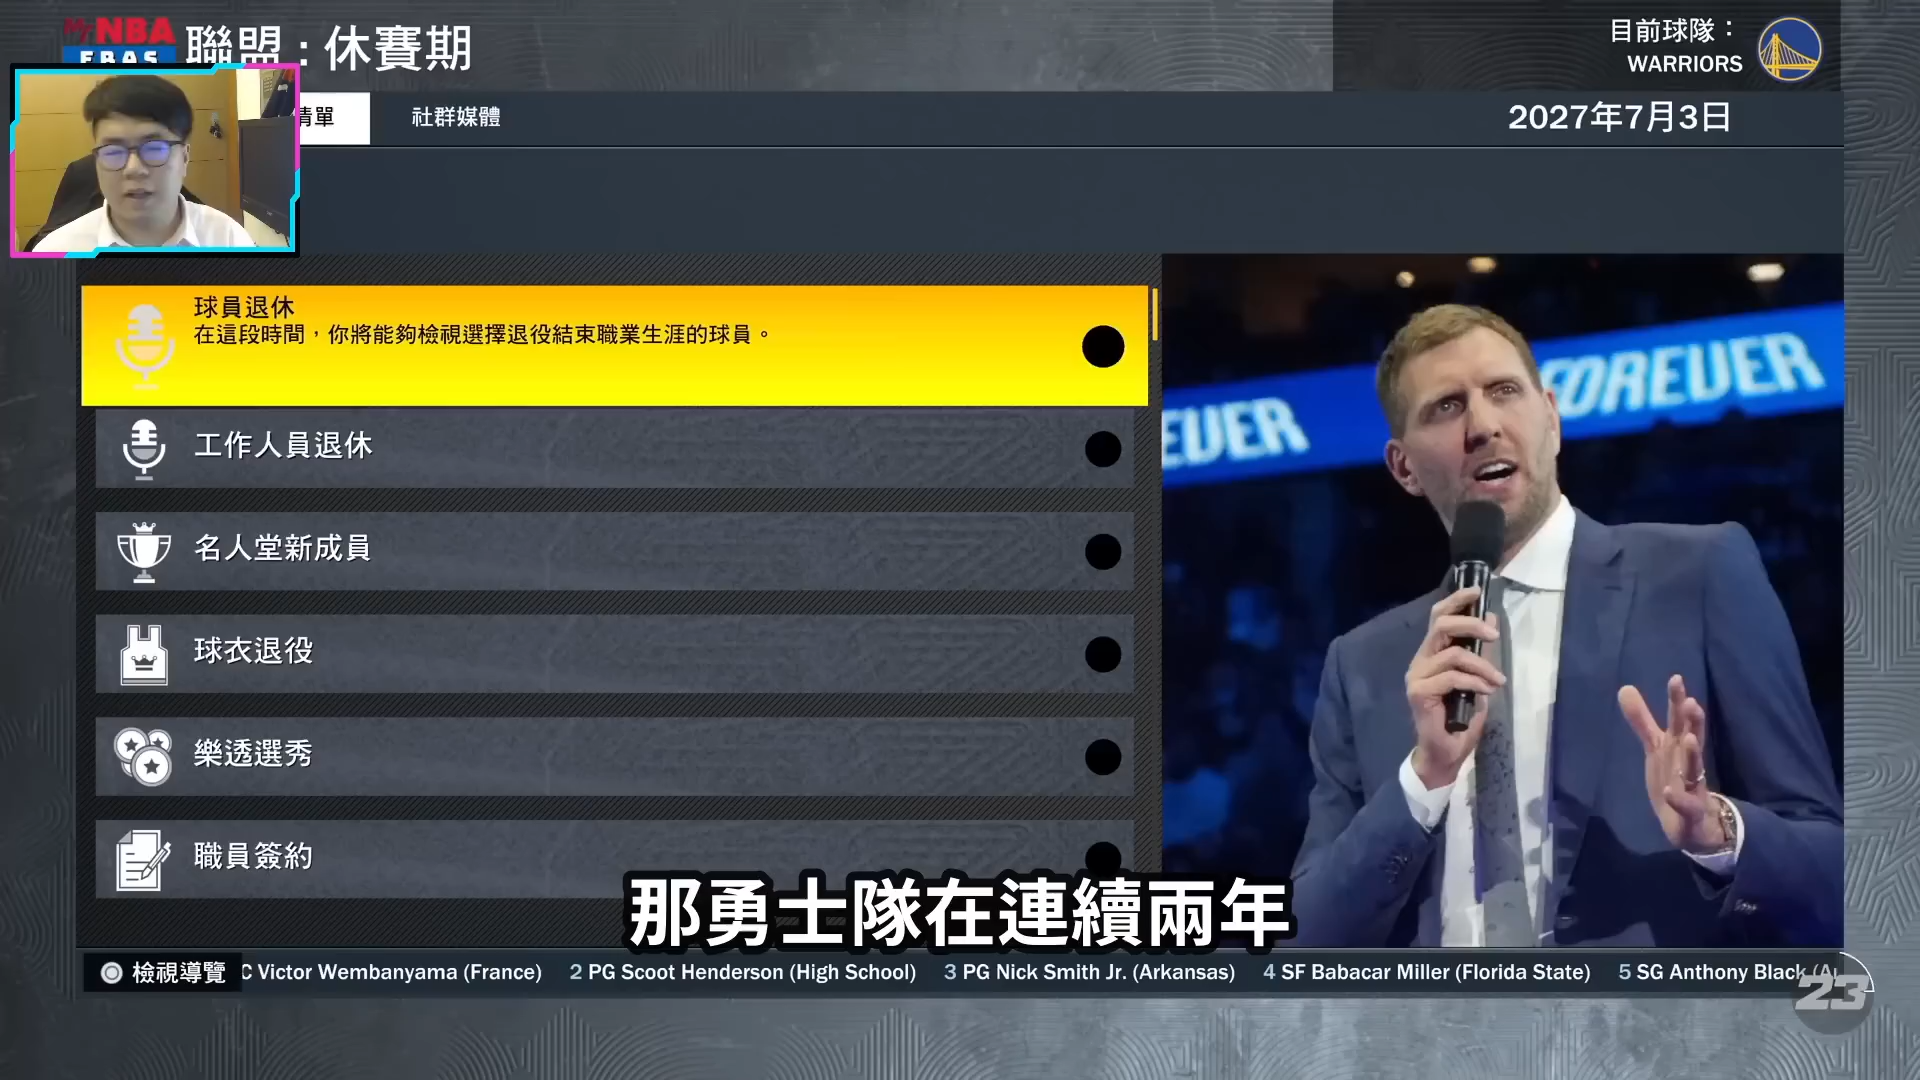 MyNBA
ERAS
聯盟 : 休賽期
目前球隊：
WARRIORS
清單
社群媒體
2027年7月3日
球員退休
在這段時間，你將能夠檢視選擇退役結束職業生涯的球員。
工作人員退休
名人堂新成員
球衣退役
樂透選秀
職員簽約
EVER
FOREVER
那勇士隊在連續兩年
檢視導覽
C Victor Wembanyama (France) 2 PG Scoot Henderson (High School) 3 PG Nick Smith Jr. (Arkansas) 4 SF Babacar Miller (Florida State) 5 SG Anthony Black
23